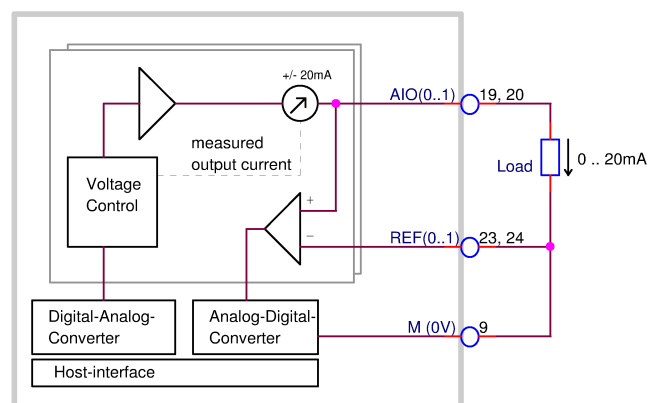 +/- 20mA
AIO(0..1)
19, 20
measured
output current
Load
0 .. 20mA
Voltage
Control
+
−
REF(0..1)
23, 24
Digital-Analog-
Converter
Analog-Digital-
Converter
M (0V)
9
Host-interface